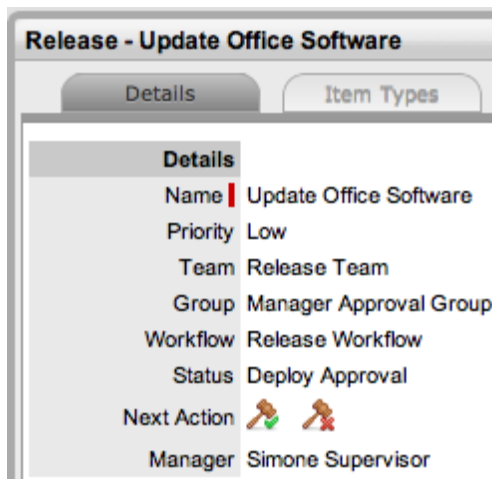 Release - Update Office Software
Details Item Types
Details
Name Update Office Software
Priority Low
Team Release Team
Group Manager Approval Group
Workflow Release Workflow
Status Deploy Approval
Next Action
Manager Simone Supervisor